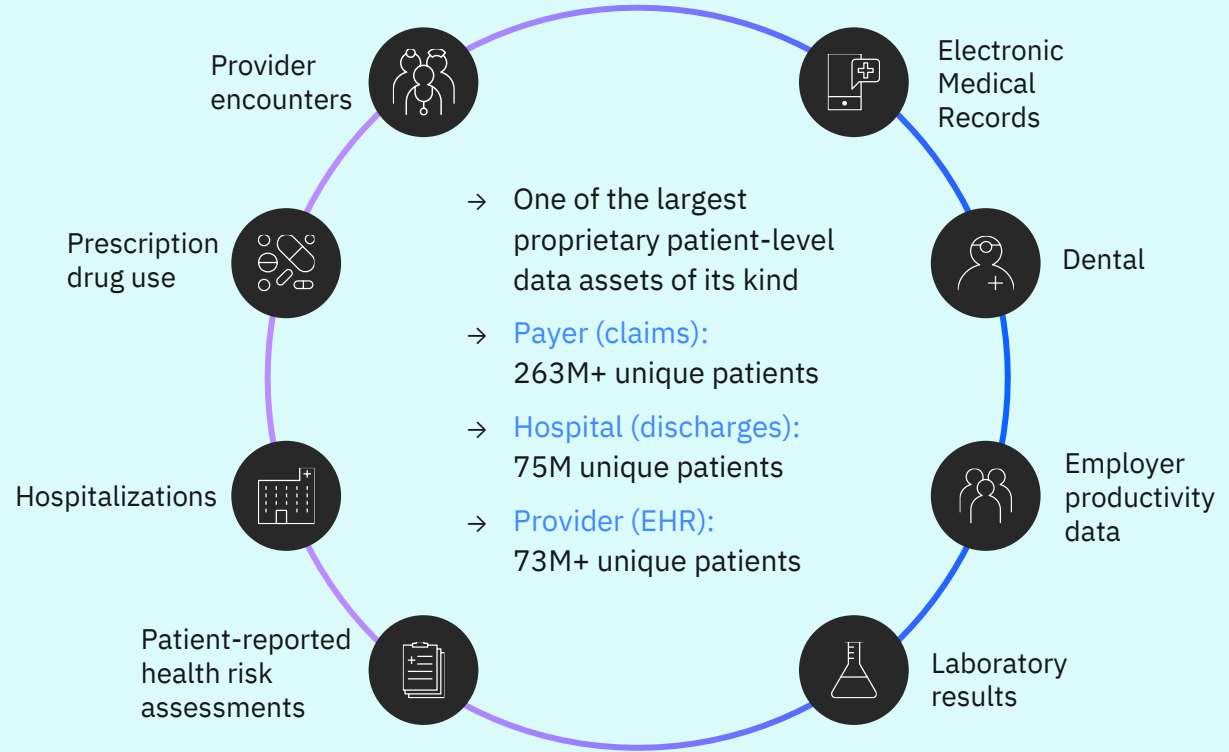 Provider
encounters
Electronic
Medical
Records
Prescription
drug use
Dental
→ One of the largest
proprietary patient-level
data assets of its kind
→ Payer (claims):
263M+ unique patients
→ Hospital (discharges):
75M unique patients
→ Provider (EHR):
73M+ unique patients
Hospitalizations
Employer
productivity
data
Patient-reported
health risk
assessments
Laboratory
results